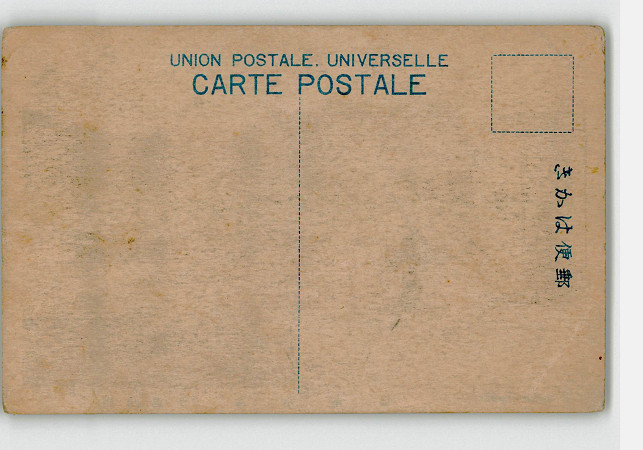 UNION POSTALE. UNIVERSELLE
CARTE POSTALE
きかは便郵